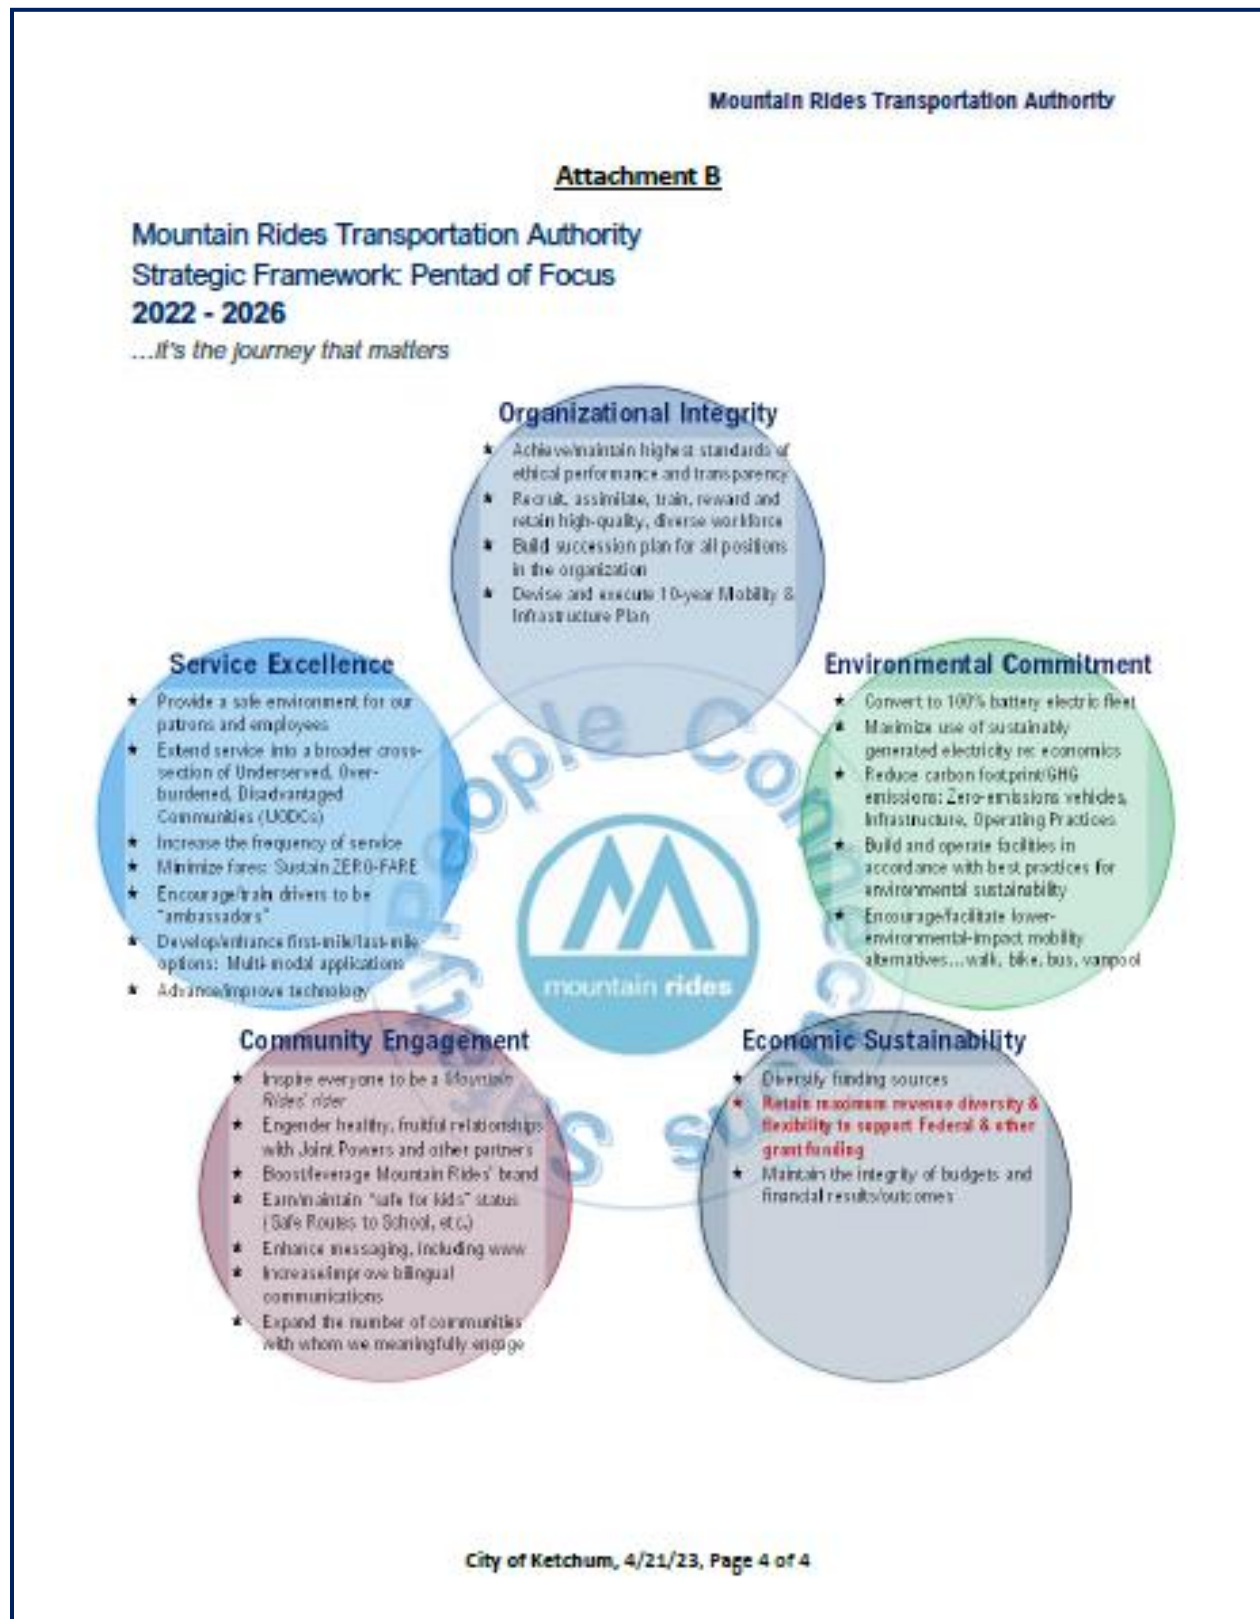 Mountain Rides Transportation Authority
Attachment B
Mountain Rides Transportation Authority
Strategic Framework: Pentad of Focus
2022 - 2026
...It's the journey that matters
Organizational Integrity
★ Achieve/maintain highest standards of
ethical performance and transparency
★ Recruit, assimilate, train, reward and
retain high-quality, diverse workforce
★ Build succession plan for all positions
in the organization
★ Devise and execute 10-year Mobility &
Infrastructure Plan
Service Excellence
★ Provide a safe environment for our
patrons and employees
★ Extend service into a broader cross-
section of Underserved, Over-
burdened, Disadvantaged
Communities (UODCs)
★ Increase the frequency of service
★ Minimize fares: Sustain ZERO-FARE
★ Encourage/train drivers to be
"ambassadors"
★ Develop/enhance first-mile/last-mile
options: Multi-modal applications
★ Advance/improve technology
Environmental Commitment
★ Convert to 100% battery electric fleet
★ Maximize use of sustainably
generated electricity re: economics
★ Reduce carbon footprint/GHG
emissions: Zero-emissions vehicles,
Infrastructure, Operating Practices
★ Build and operate facilities in
accordance with best practices for
environmental sustainability
★ Encourage/facilitate lower-
environmental-impact mobility
alternatives...walk, bike, bus, vanpool
People Connections Safety
mountain rides
Community Engagement
★ Inspire everyone to be a Mountain
Rides' rider
★ Engender healthy, fruitful relationships
with Joint Powers and other partners
★ Boost/leverage Mountain Rides' brand
★ Earn/maintain "safe for kids" status
(Safe Routes to School, etc.)
★ Enhance messaging, including www
★ Increase/improve bilingual
communications
★ Expand the number of communities
with whom we meaningfully engage
Economic Sustainability
★ Diversify funding sources
★ Retain maximum revenue diversity &
flexibility to support Federal & other
grant funding
★ Maintain the integrity of budgets and
financial results/outcomes
City of Ketchum, 4/21/23, Page 4 of 4